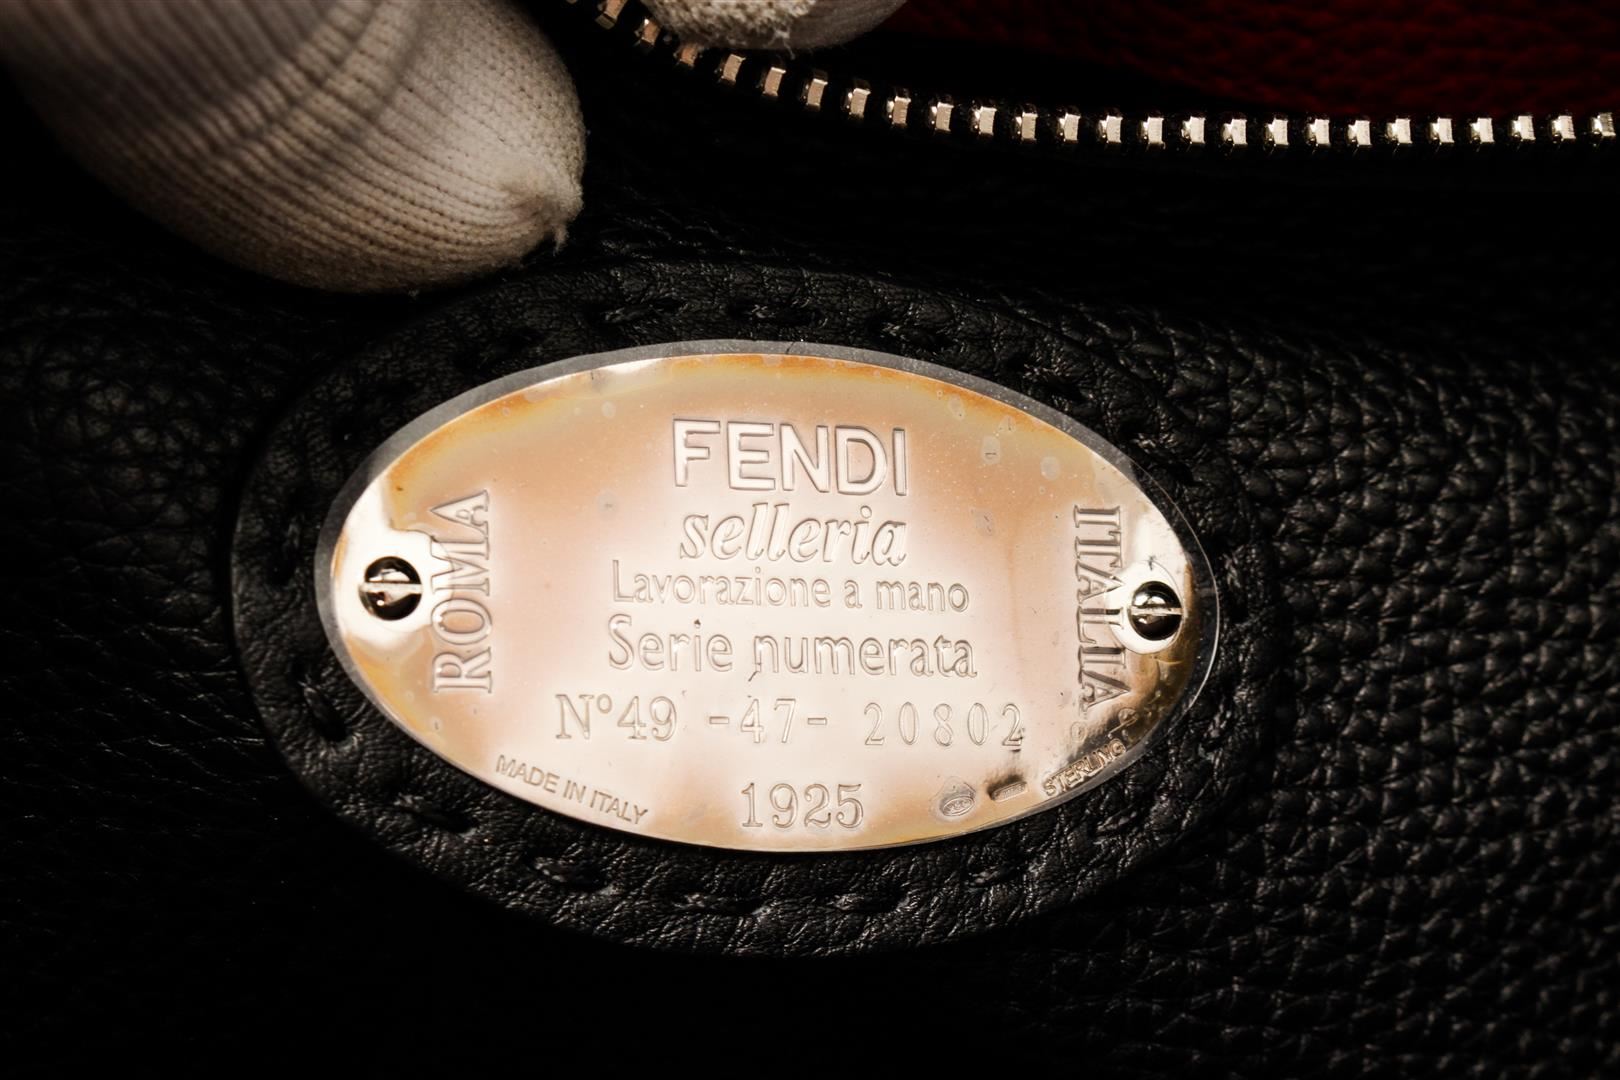 FENDI
selleria
Lavorazione a mano
Serie numerata
N°49 -47- 20802
1925
ROMA
ITALIA
MADE IN ITALY
STERLING